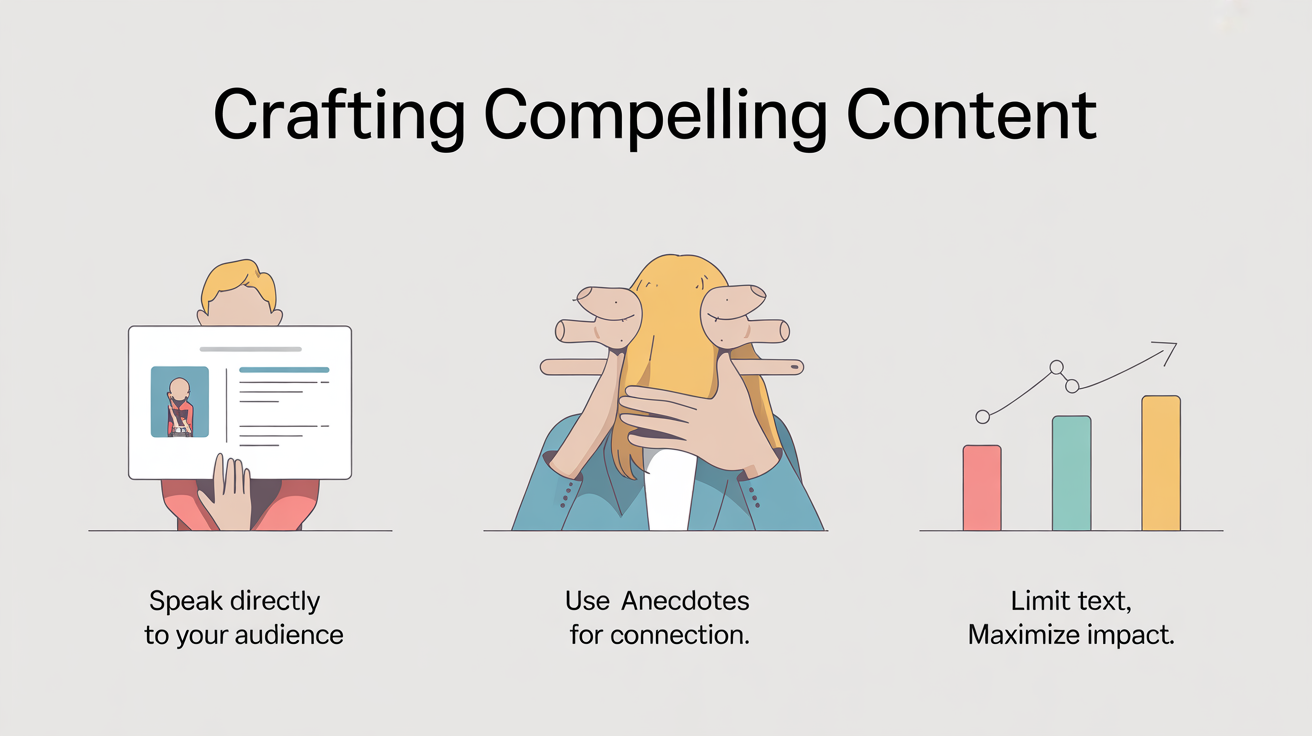 Crafting Compelling Content
Speak directly
to your audience
Use Anecdotes
for connection.
Limit text,
Maximize impact.